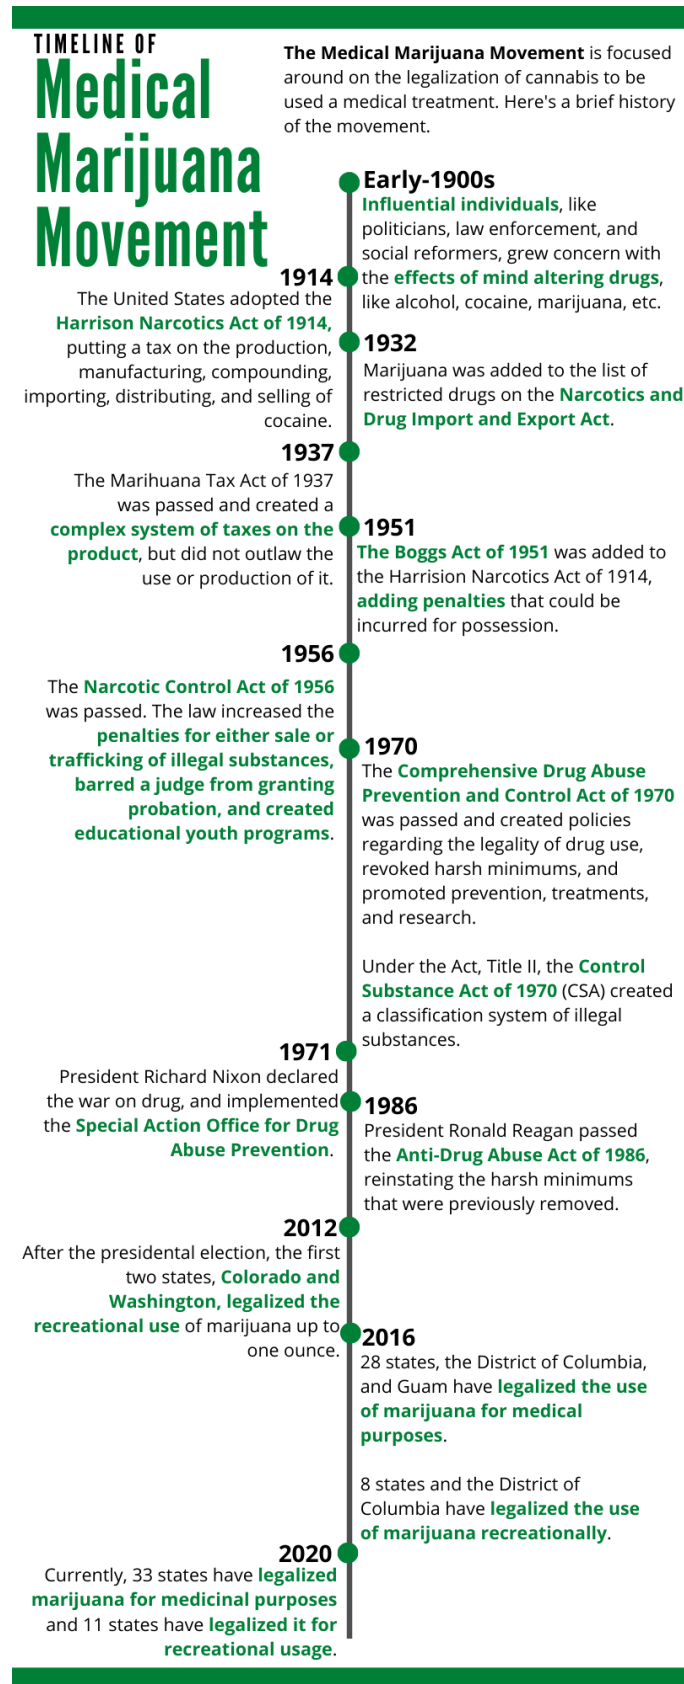 TIMELINE OF
Medical
Marijuana
Movement
The Medical Marijuana Movement is focused
around on the legalization of cannabis to be
used a medical treatment. Here's a brief history
of the movement.
Early-1900s
Influential individuals, like
politicians, law enforcement, and
social reformers, grew concern with
the effects of mind altering drugs,
like alcohol, cocaine, marijuana, etc.
1914
The United States adopted the
Harrison Narcotics Act of 1914,
putting a tax on the production,
manufacturing, compounding,
importing, distributing, and selling of
cocaine.
1932
Marijuana was added to the list of
restricted drugs on the Narcotics and
Drug Import and Export Act.
1937
The Marihuana Tax Act of 1937
was passed and created a
complex system of taxes on the
product, but did not outlaw the
use or production of it.
1951
The Boggs Act of 1951 was added to
the Harrision Narcotics Act of 1914,
adding penalties that could be
incurred for possession.
1956
The Narcotic Control Act of 1956
was passed. The law increased the
penalties for either sale or
trafficking of illegal substances,
barred a judge from granting
probation, and created
educational youth programs.
1970
The Comprehensive Drug Abuse
Prevention and Control Act of 1970
was passed and created policies
regarding the legality of drug use,
revoked harsh minimums, and
promoted prevention, treatments,
and research.
Under the Act, Title II, the Control
Substance Act of 1970 (CSA) created
a classification system of illegal
substances.
1971
President Richard Nixon declared
the war on drug, and implemented
the Special Action Office for Drug
Abuse Prevention.
1986
President Ronald Reagan passed
the Anti-Drug Abuse Act of 1986,
reinstating the harsh minimums
that were previously removed.
2012
After the presidental election, the first
two states, Colorado and
Washington, legalized the
recreational use of marijuana up to
one ounce.
2016
28 states, the District of Columbia,
and Guam have legalized the use
of marijuana for medical
purposes.
8 states and the District of
Columbia have legalized the use
of marijuana recreationally.
2020
Currently, 33 states have legalized
marijuana for medicinal purposes
and 11 states have legalized it for
recreational usage.